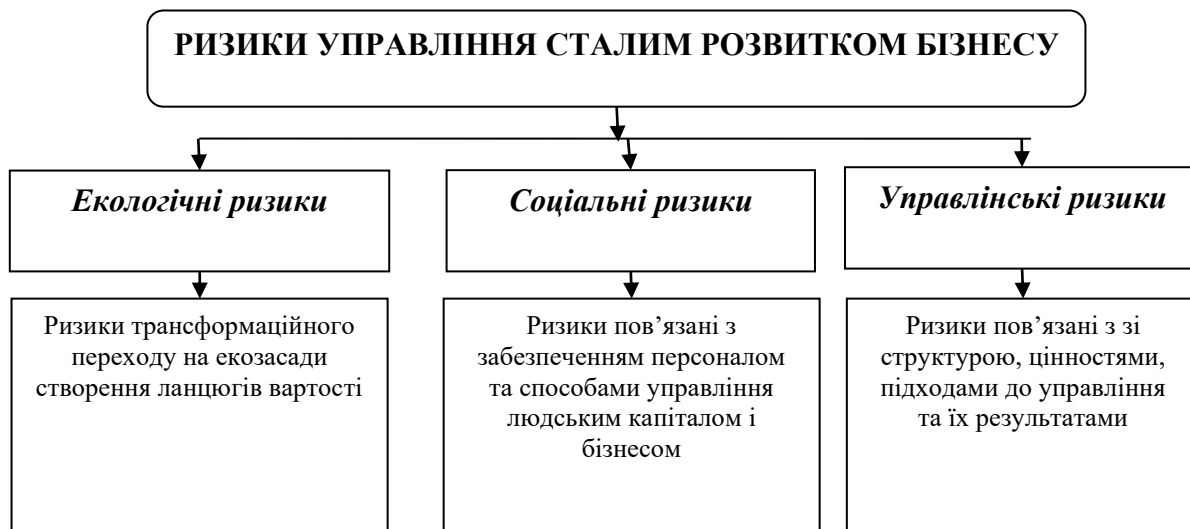 РИЗИКИ УПРАВЛІННЯ СТАЛИМ РОЗВИТКОМ БІЗНЕСУ
Екологічні ризики
Соціальні ризики
Управлінські ризики
Ризики трансформаційного
переходу на екозасади
створення ланцюгів вартості
Ризики пов’язані з
забезпеченням персоналом
та способами управління
людським капіталом і
бізнесом
Ризики пов’язані з зі
структурою, цінностями,
підходами до управління
та їх результатами